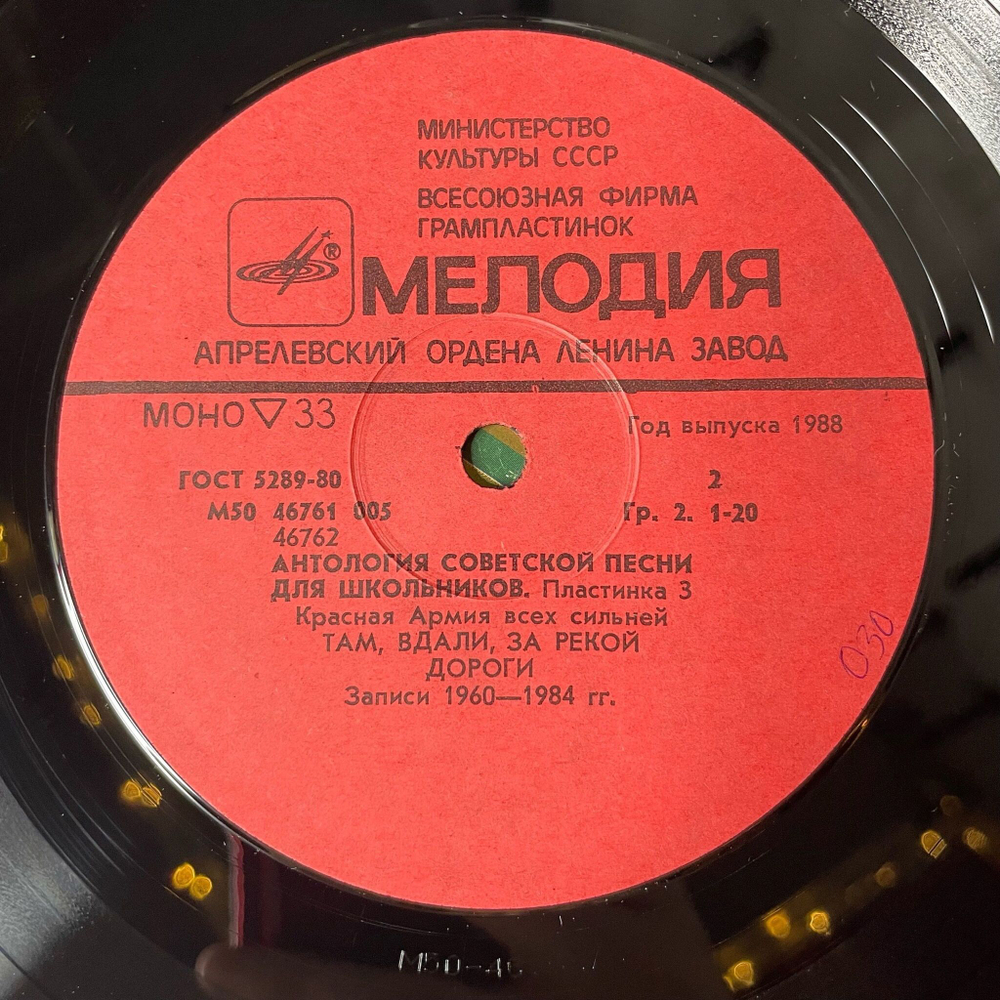 МИНИСТЕРСТВО
КУЛЬТУРЫ СССР
ВСЕСОЮЗНАЯ ФИРМА
ГРАМПЛАСТИНОК
®
МЕЛОДИЯ
АПРЕЛЕВСКИЙ ОРДЕНА ЛЕНИНА ЗАВОД
МОНО ▽ 33
Год выпуска 1988
ГОСТ 5289-80
2
М50 46761 005
Гр. 2. 1-20
46762
АНТОЛОГИЯ СОВЕТСКОЙ ПЕСНИ
ДЛЯ ШКОЛЬНИКОВ. Пластинка 3
Красная Армия всех сильней
ТАМ, ВДАЛИ, ЗА РЕКОЙ
ДОРОГИ
Записи 1960—1984 гг.
030